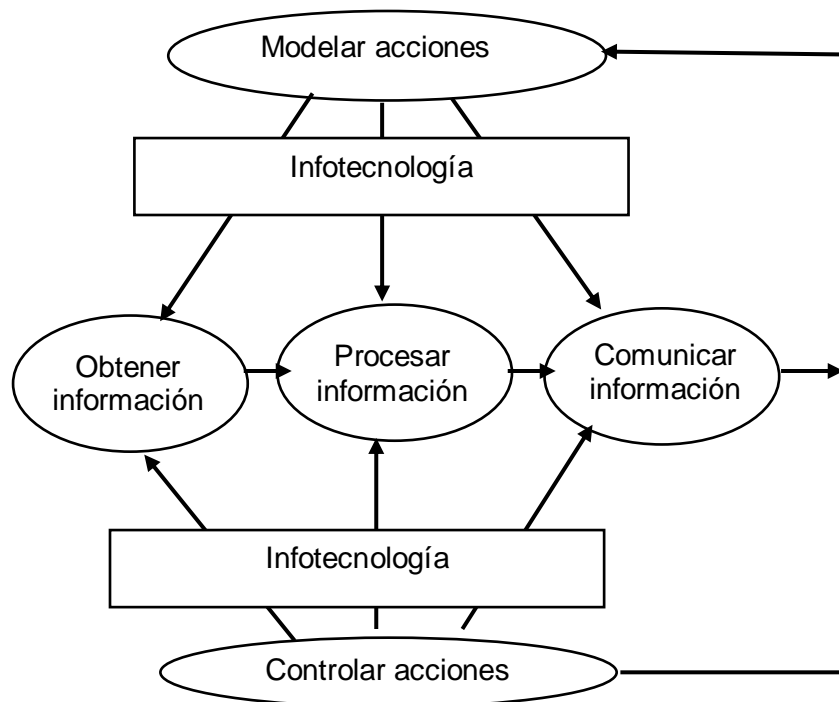 Modelar acciones
Infotecnología
Obtener
información
Procesar
información
Comunicar
información
Infotecnología
Controlar acciones